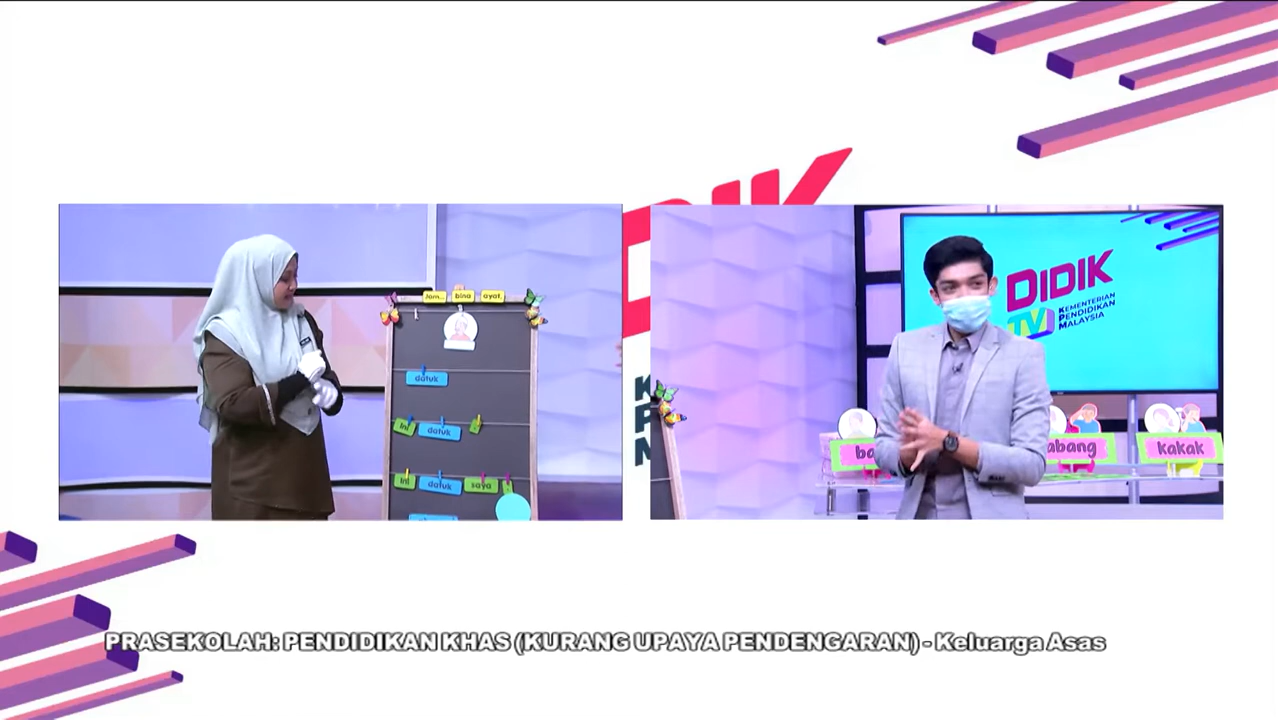 Jom... bina ayat.
datuk
ini datuk
ini datuk saya
DIDIK
TV
KEMENTERIAN
PENDIDIKAN
MALAYSIA
abang kakak
PRASEKOLAH: PENDIDIKAN KHAS (KURANG UPAYA PENDENGARAN) - Keluarga Asas